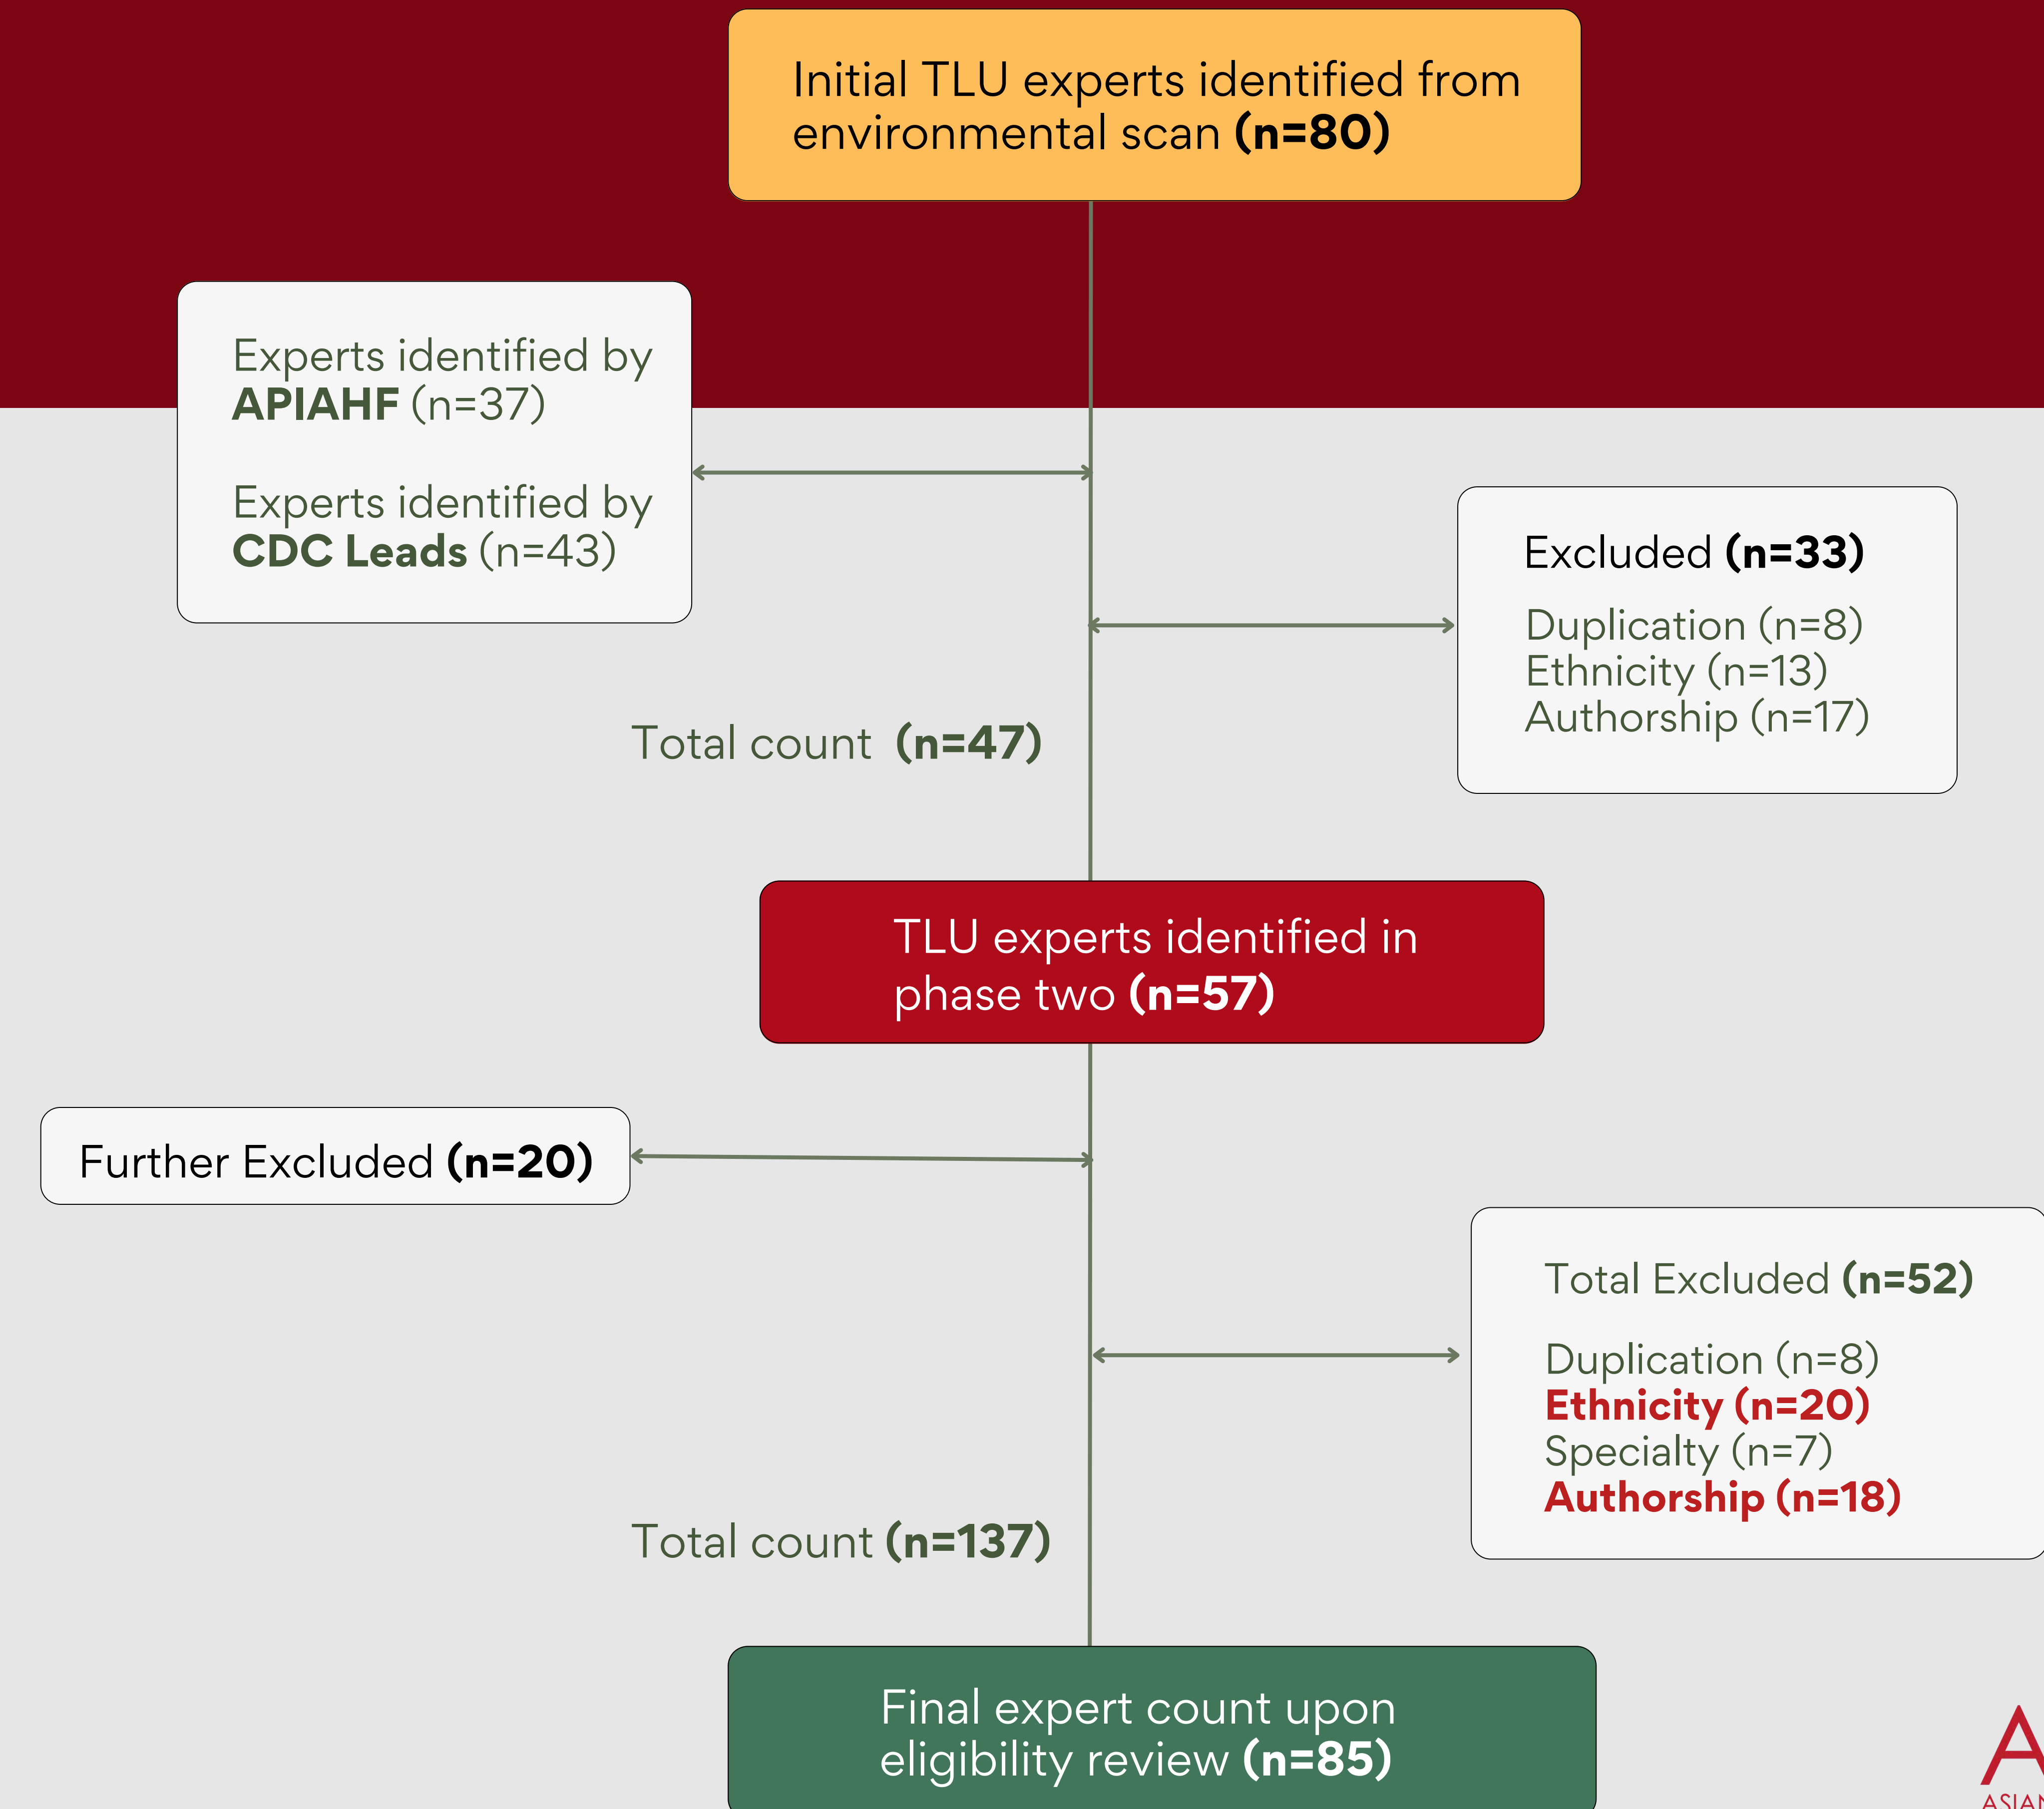 Initial TLU experts identified from
environmental scan (n=80)
Experts identified by
APIAHF (n=37)
Experts identified by
CDC Leads (n=43)
Excluded (n=33)
Duplication (n=8)
Ethnicity (n=13)
Authorship (n=17)
Total count (n=47)
TLU experts identified in
phase two (n=57)
Further Excluded (n=20)
Total Excluded (n=52)
Duplication (n=8)
Ethnicity (n=20)
Specialty (n=7)
Authorship (n=18)
Total count (n=137)
Final expert count upon
eligibility review (n=85)
A
ASIAN